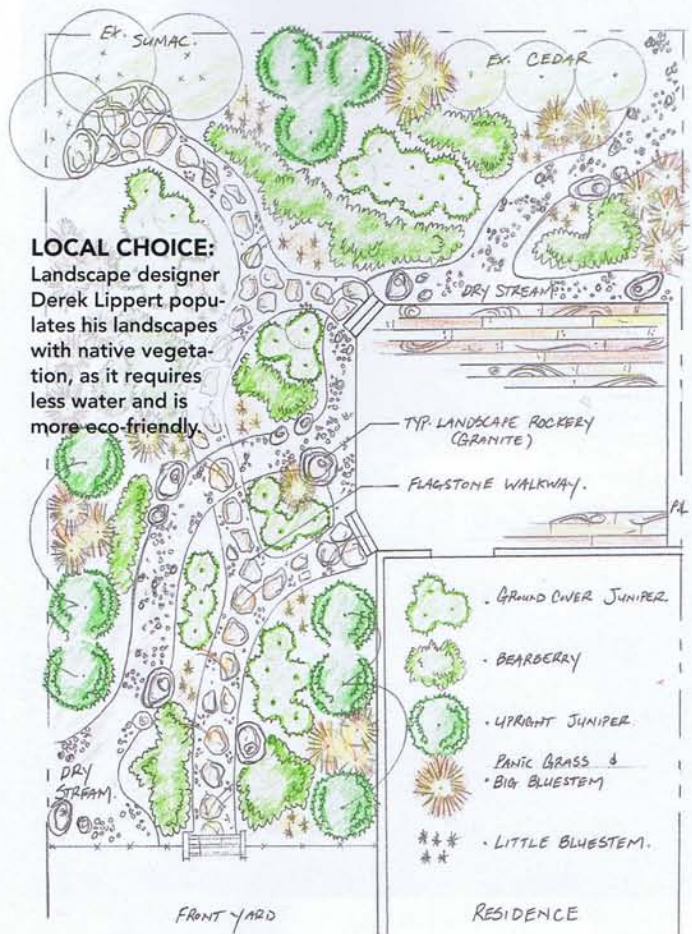 EX. SUMAC.
EX. CEDAR
LOCAL CHOICE:
Landscape designer
Derek Lippert popu-
lates his landscapes
with native vegeta-
tion, as it requires
less water and is
more eco-friendly.
DRY STREAM.
TYP. LANDSCAPE ROCKERY
(GRANITE)
FLAGSTONE WALKWAY.
P/L
• GROUND COVER JUNIPER.
• BEARBERRY
• UPRIGHT JUNIPER
PANIC GRASS &
• BIG BLUESTEM
• LITTLE BLUESTEM.
DRY
STREAM.
FRONT YARD
RESIDENCE